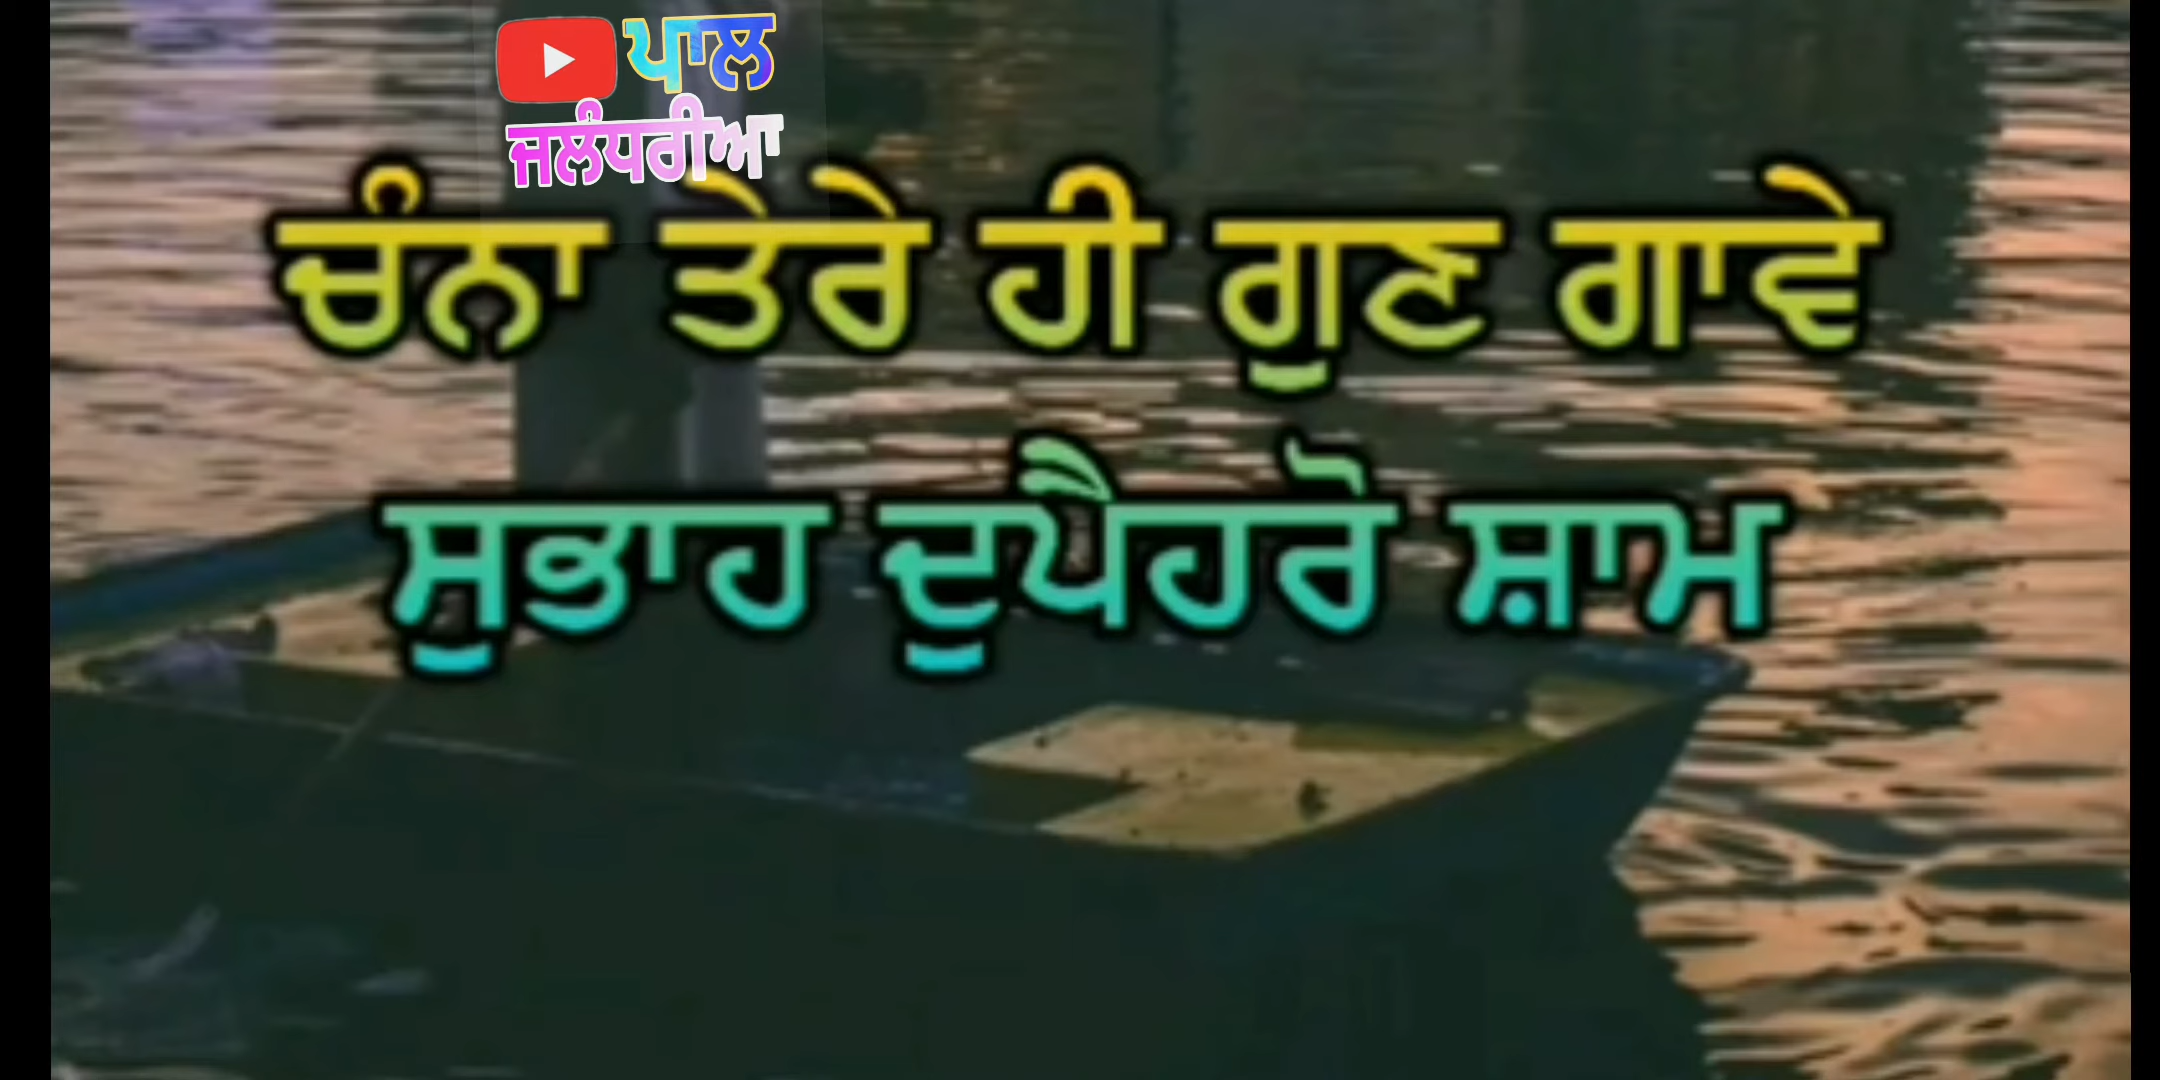 ਪਾਲ
ਜਲੰਧਰੀਆ
ਚੰਨਾ ਤੇਰੇ ਹੀ ਗੁਣ ਗਾਵੇ
ਸੁਭਾਹ ਦੁਪੈਹਰੋ ਸ਼ਾਮ